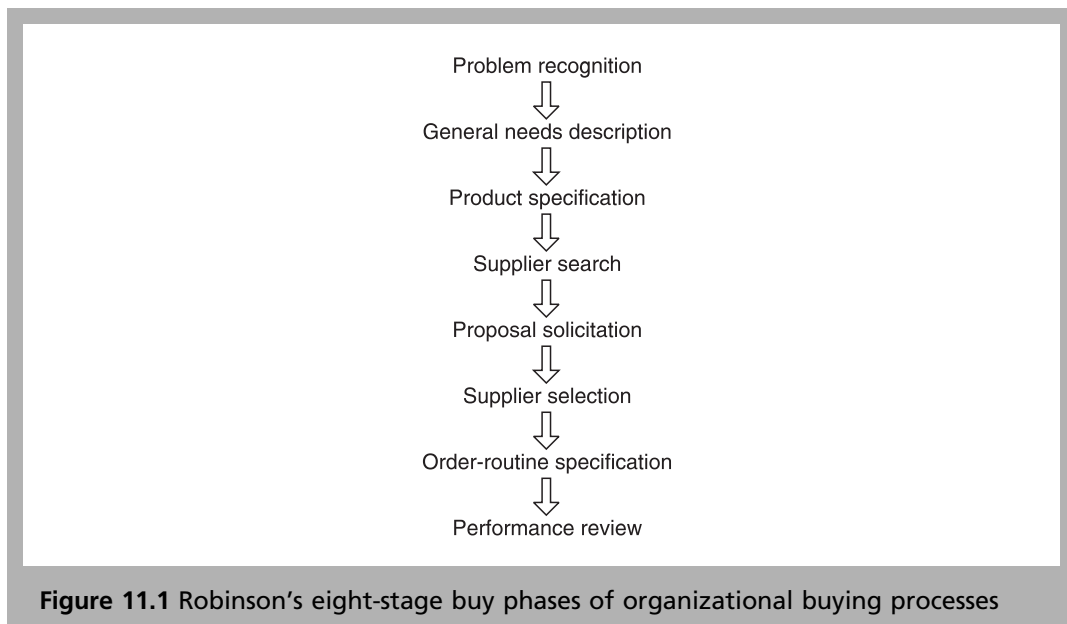 Problem recognition
General needs description
Product specification
Supplier search
Proposal solicitation
Supplier selection
Order-routine specification
Performance review
Figure 11.1 Robinson's eight-stage buy phases of organizational buying processes